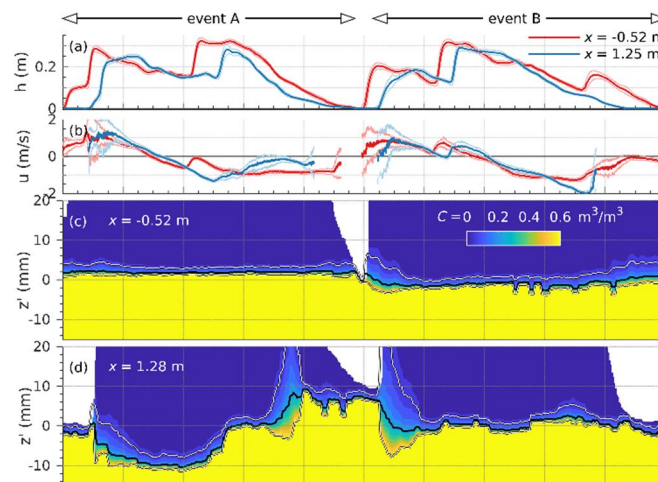 event A
event B
(a)
x = -0.52 m
x = 1.25 m
h (m)
0.2
0
(b)
u (m/s)
2
0
2
(c)
x = -0.52 m
C = 0 0.2 0.4 0.6 m³/m³
z' (mm)
20
10
0
-10
(d)
x = 1.28 m
z' (mm)
20
10
0
-10